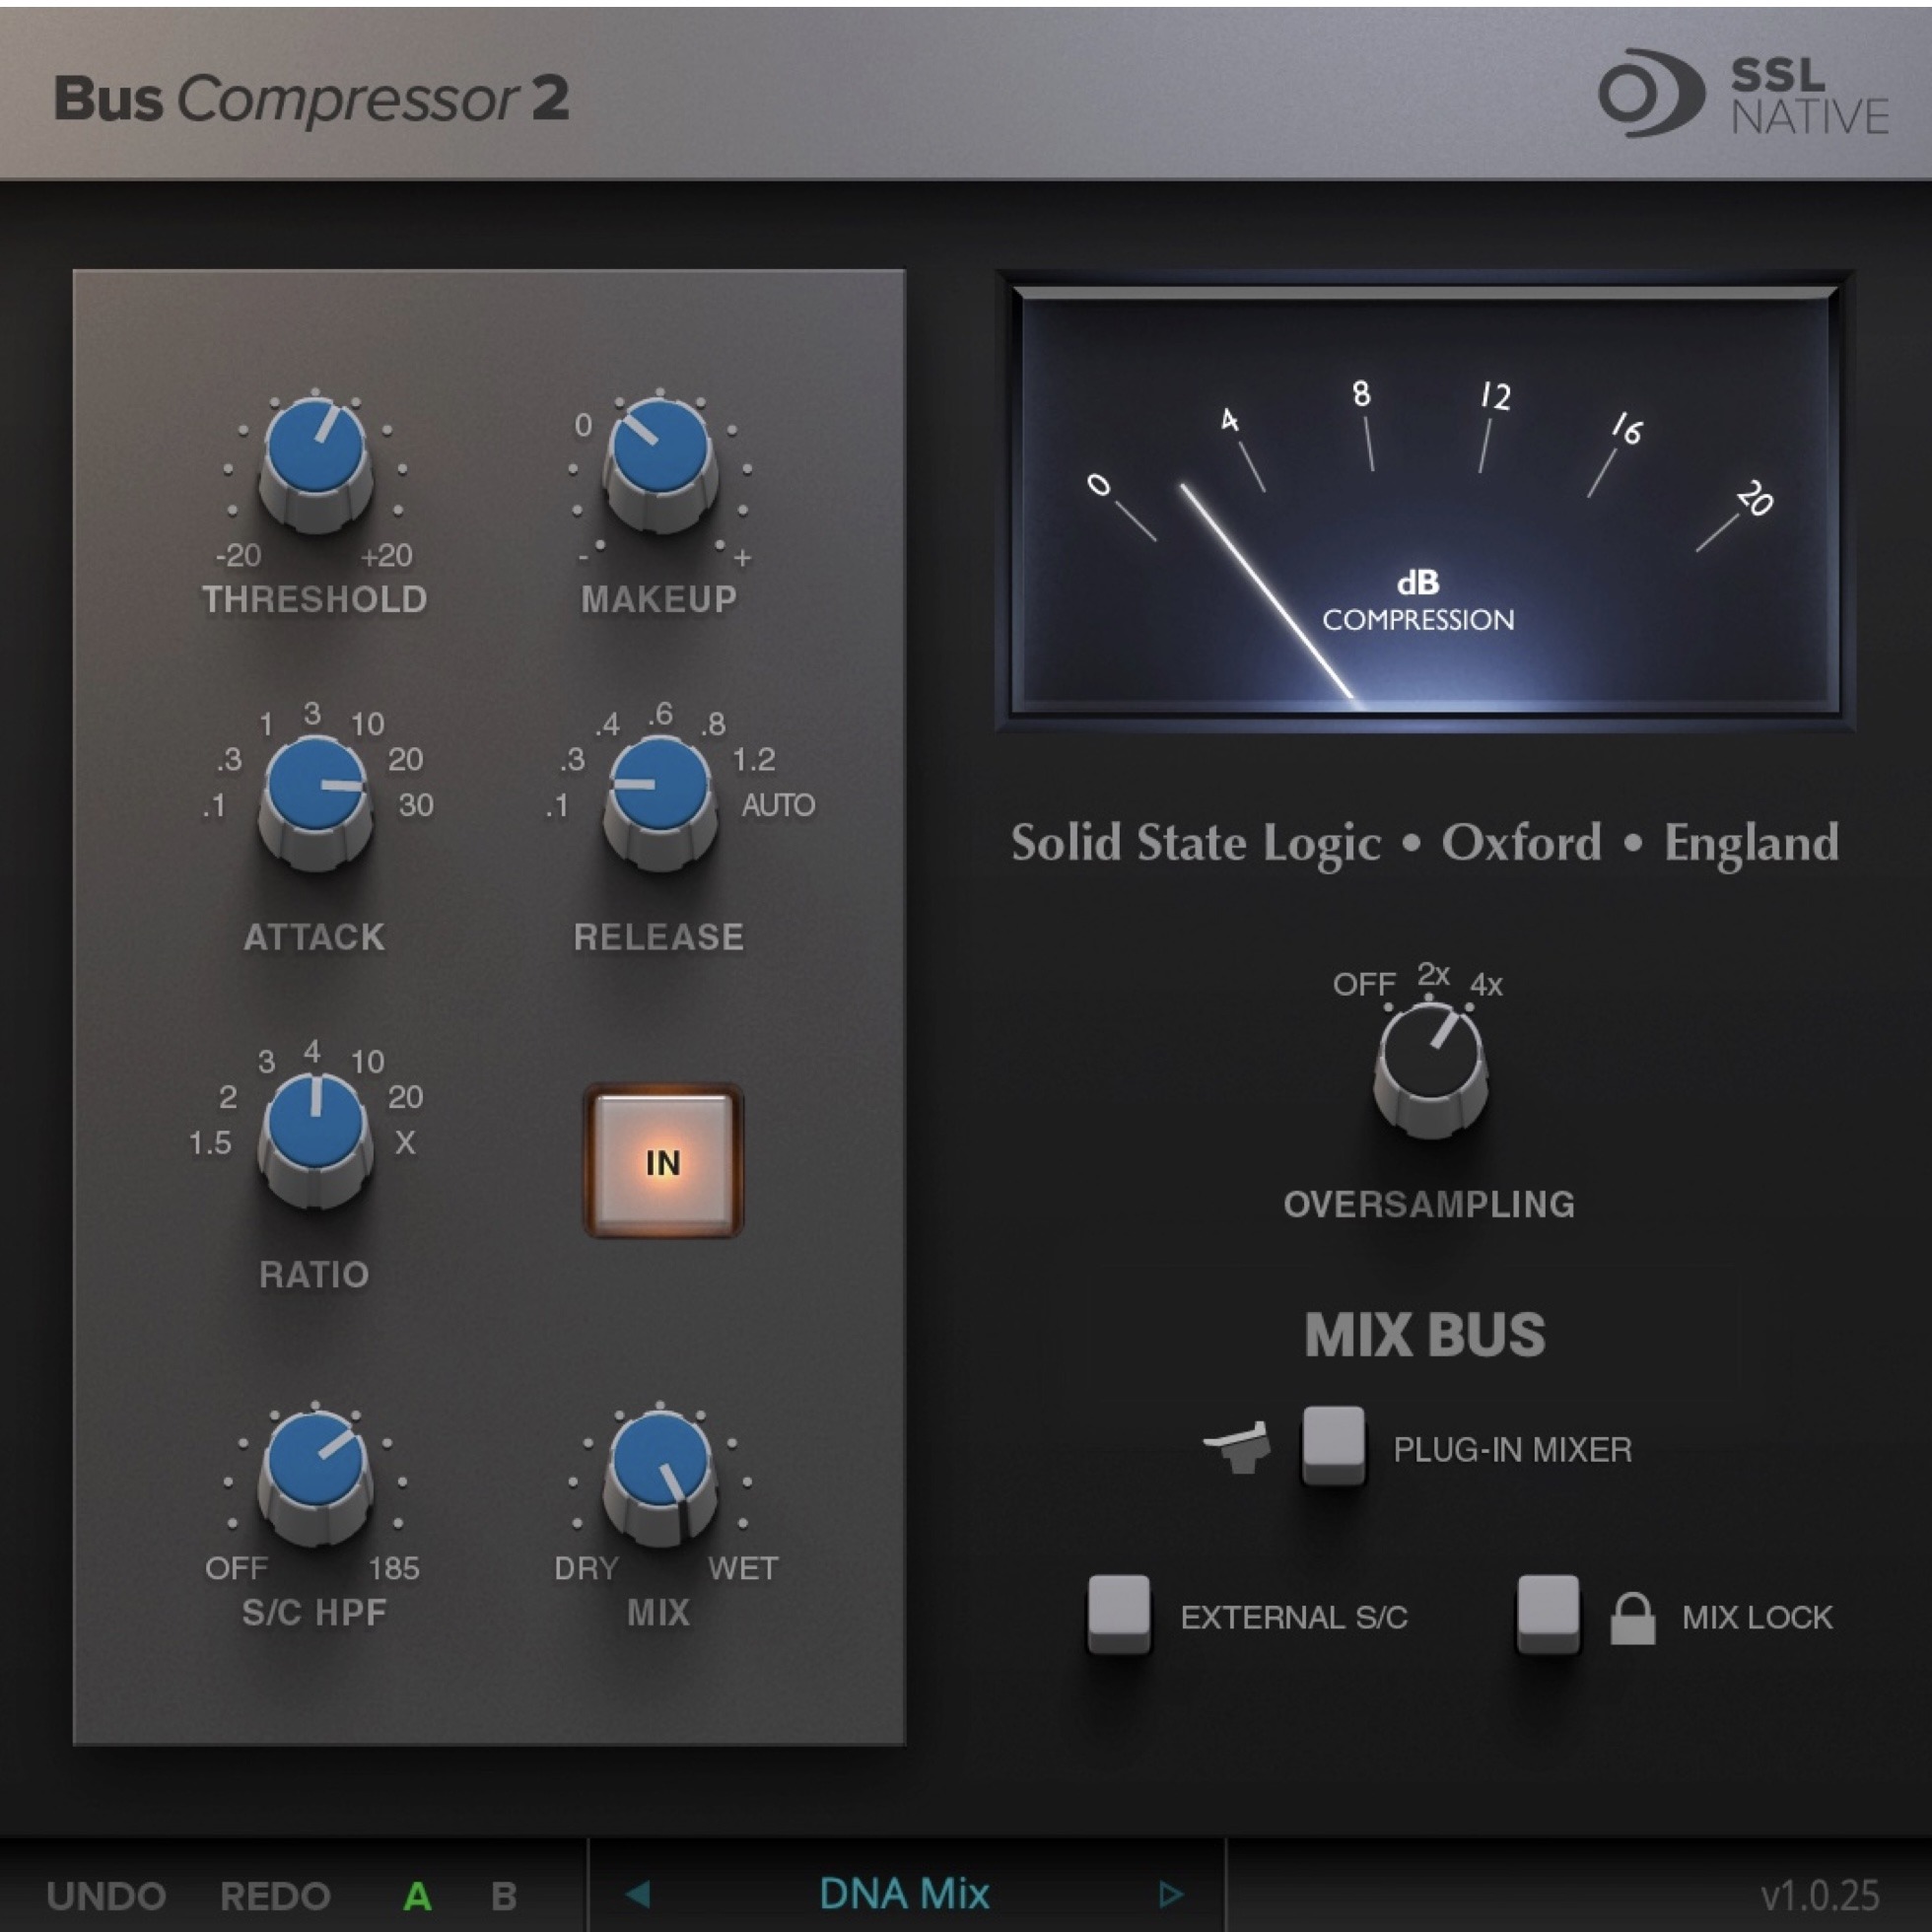 Bus Compressor 2
SSL
NATIVE
-20 +20
THRESHOLD
0
- +
MAKEUP
0 4 8 12 16 20
dB
COMPRESSION
.1 .3 1 3 10 20 30
ATTACK
.1 .3 .4 .6 .8 1.2 AUTO
RELEASE
Solid State Logic • Oxford • England
1.5 2 3 4 10 20 X
RATIO
IN
OFF 2x 4x
OVERSAMPLING
MIX BUS
PLUG-IN MIXER
OFF 185
S/C HPF
DRY WET
MIX
EXTERNAL S/C
MIX LOCK
UNDO REDO A B
DNA Mix
v1.0.25